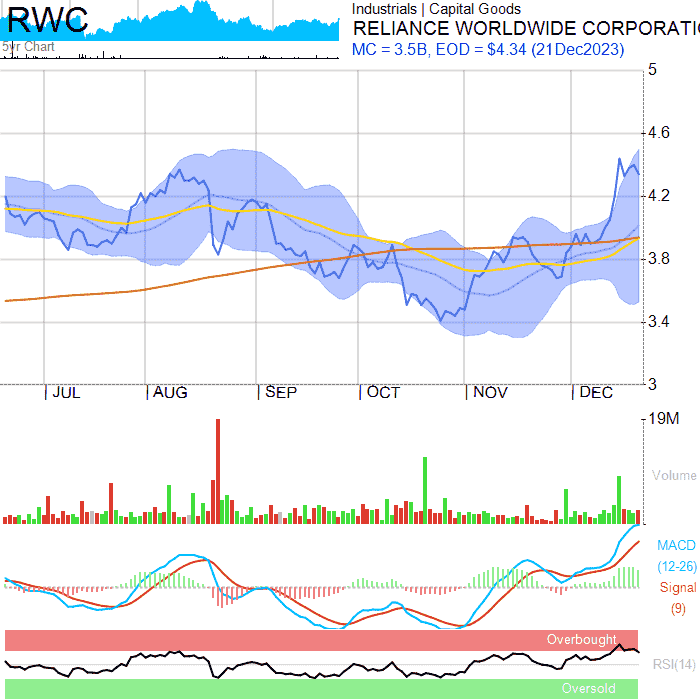 RWC
5yr Chart
Industrials | Capital Goods
RELIANCE WORLDWIDE CORPORATI
MC = 3.5B, EOD = $4.34 (21Dec2023)
5
4.6
4.2
3.8
3.4
3
JUL AUG SEP OCT NOV DEC
19M
Volume
MACD
(12-26)
Signal
(9)
Overbought
RSI(14)
Oversold